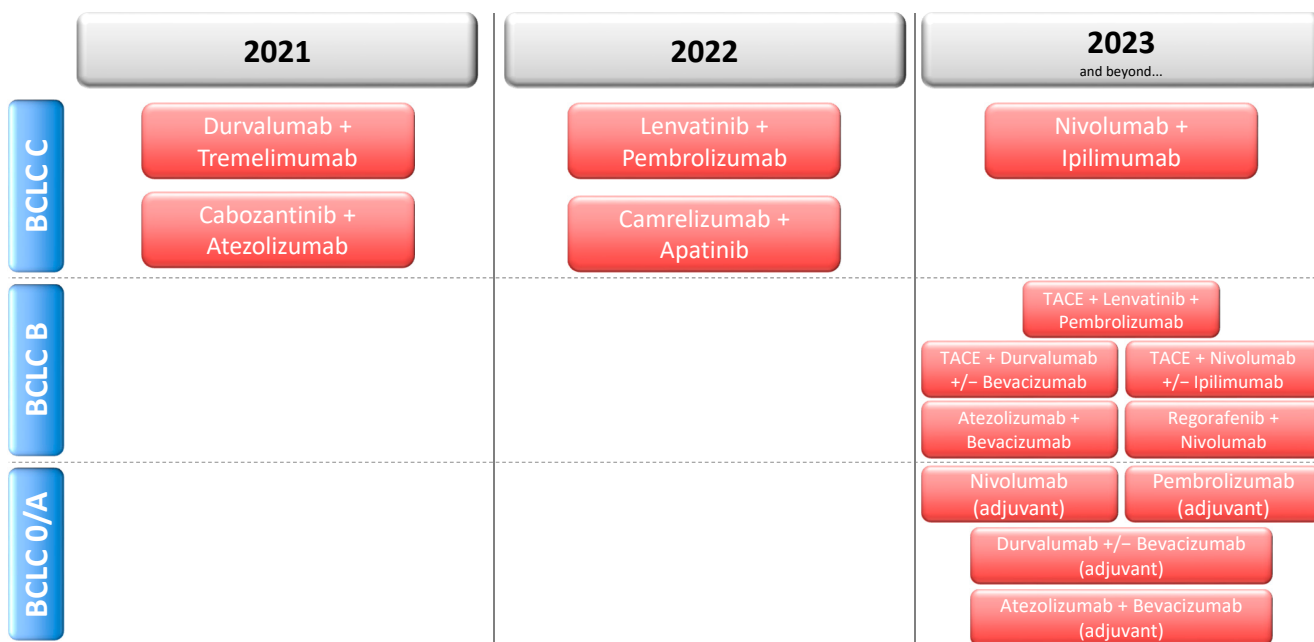 2021
2022
2023
and beyond...
BCLC C
Durvalumab +
Tremelimumab
Lenvatinib +
Pembrolizumab
Nivolumab +
Ipilimumab
Cabozantinib +
Atezolizumab
Camrelizumab +
Apatinib
BCLC B
TACE + Lenvatinib +
Pembrolizumab
TACE + Durvalumab
+/− Bevacizumab
TACE + Nivolumab
+/− Ipilimumab
Atezolizumab +
Bevacizumab
Regorafenib +
Nivolumab
BCLC 0/A
Nivolumab
(adjuvant)
Pembrolizumab
(adjuvant)
Durvalumab +/− Bevacizumab
(adjuvant)
Atezolizumab + Bevacizumab
(adjuvant)